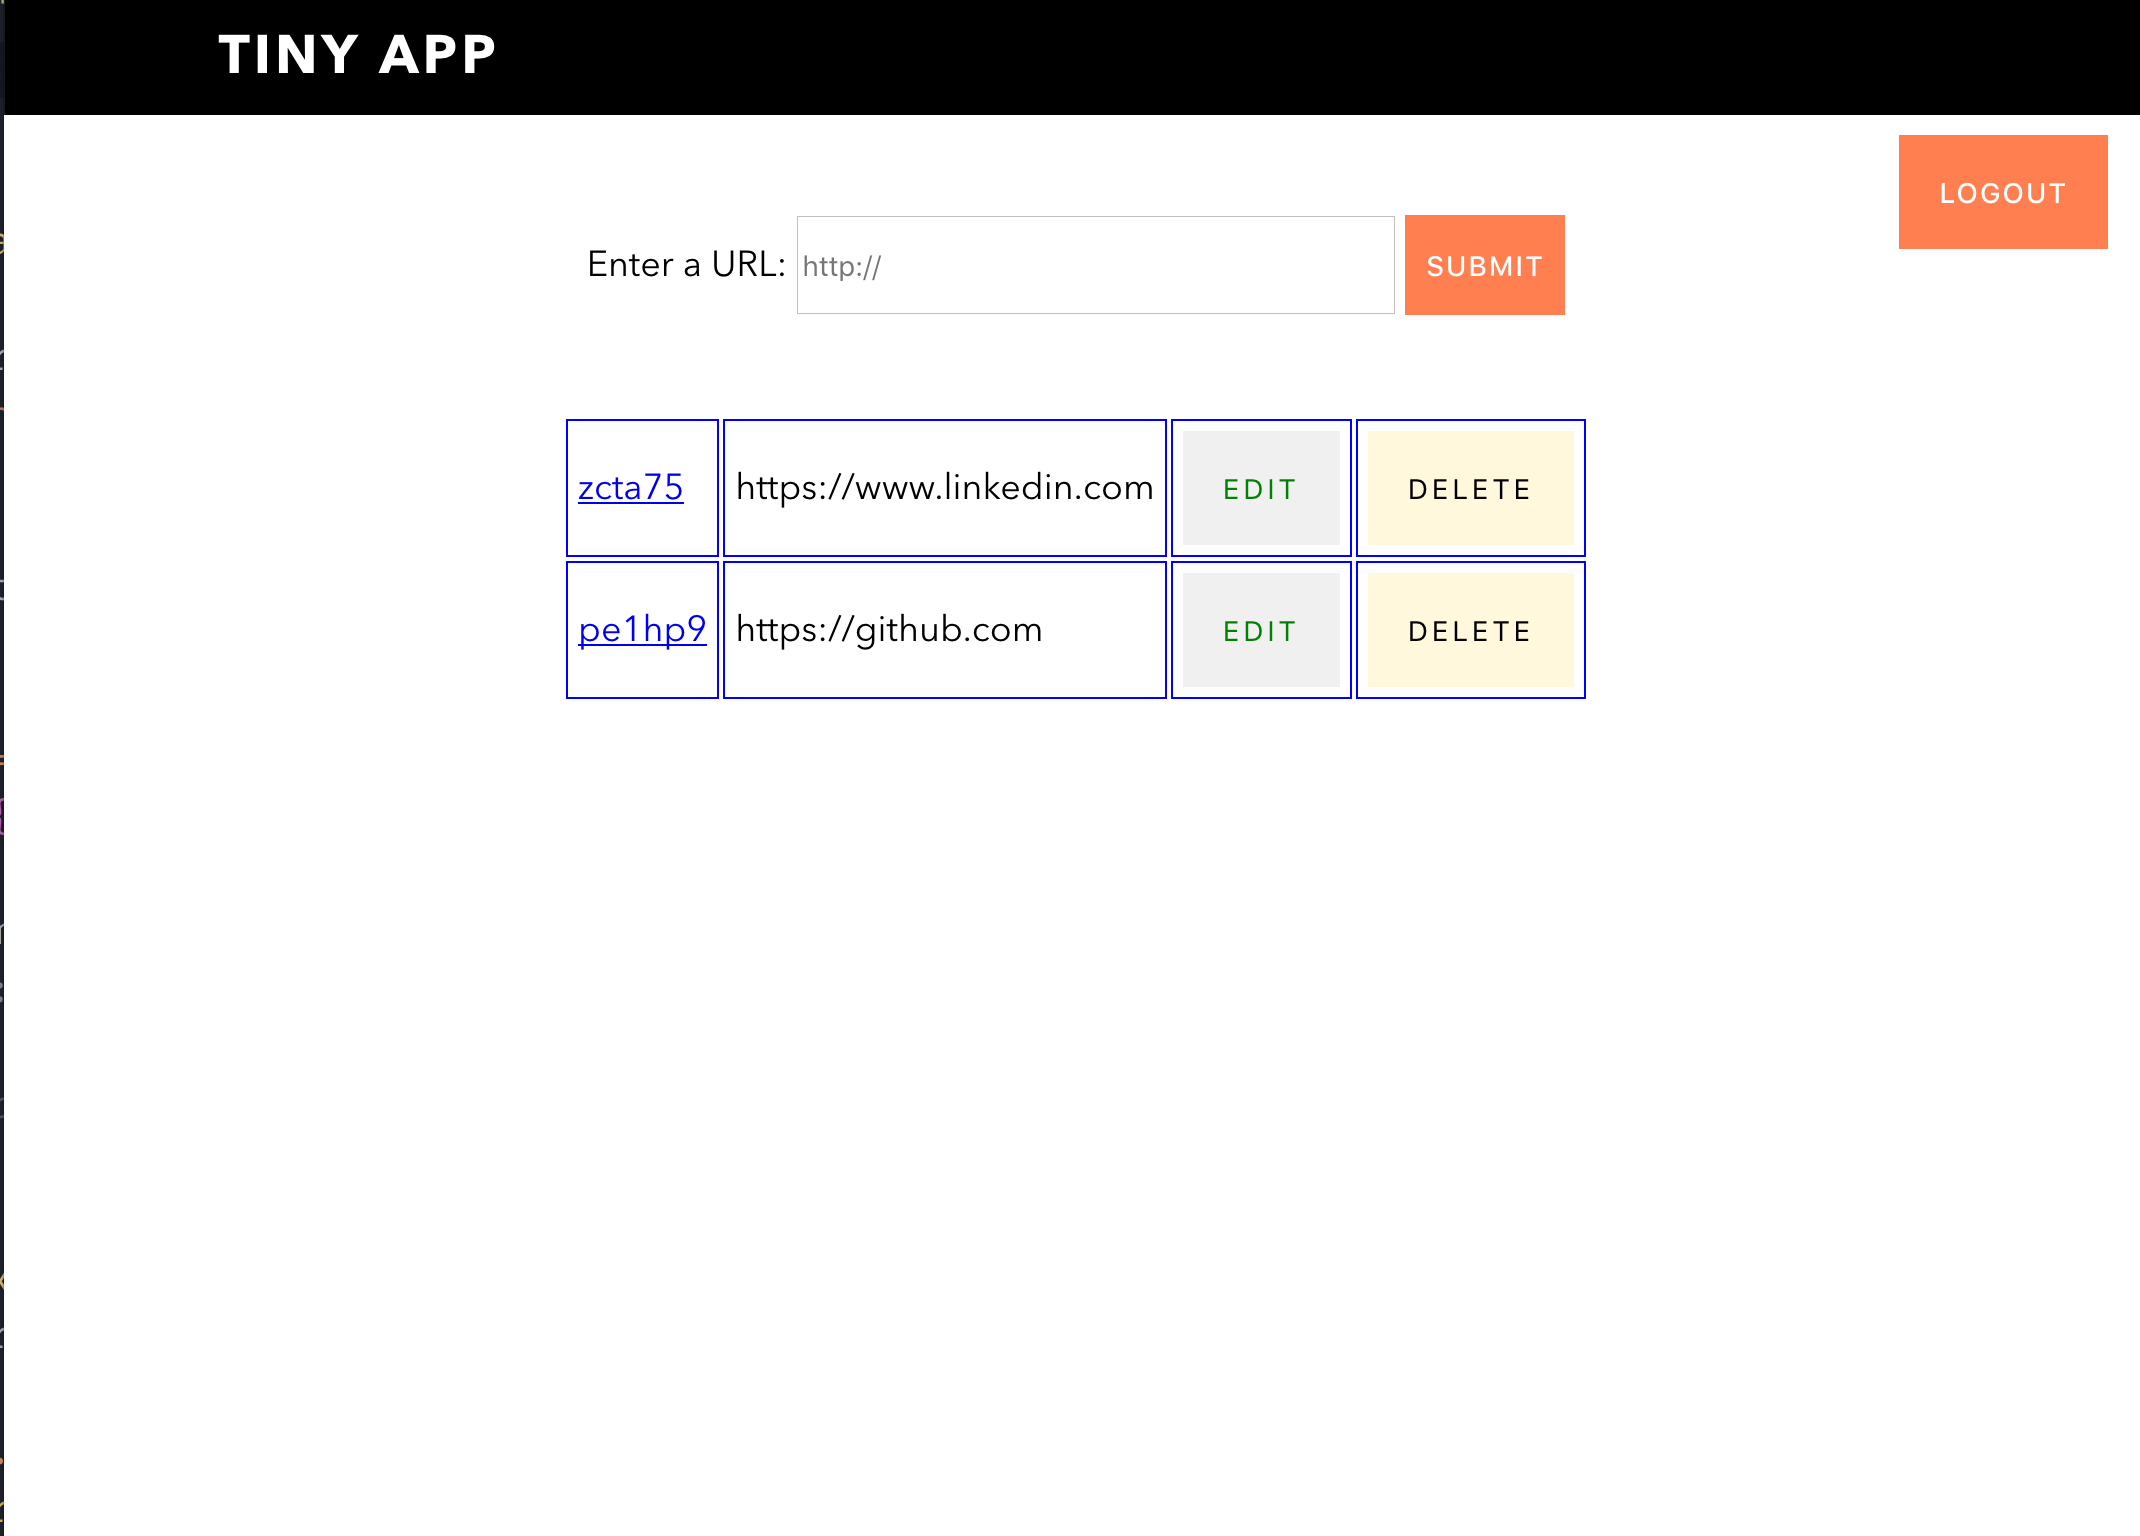 TINY APP
LOGOUT
Enter a URL: http:// SUBMIT
zcta75 https://www.linkedin.com EDIT DELETE
pe1hp9 https://github.com EDIT DELETE